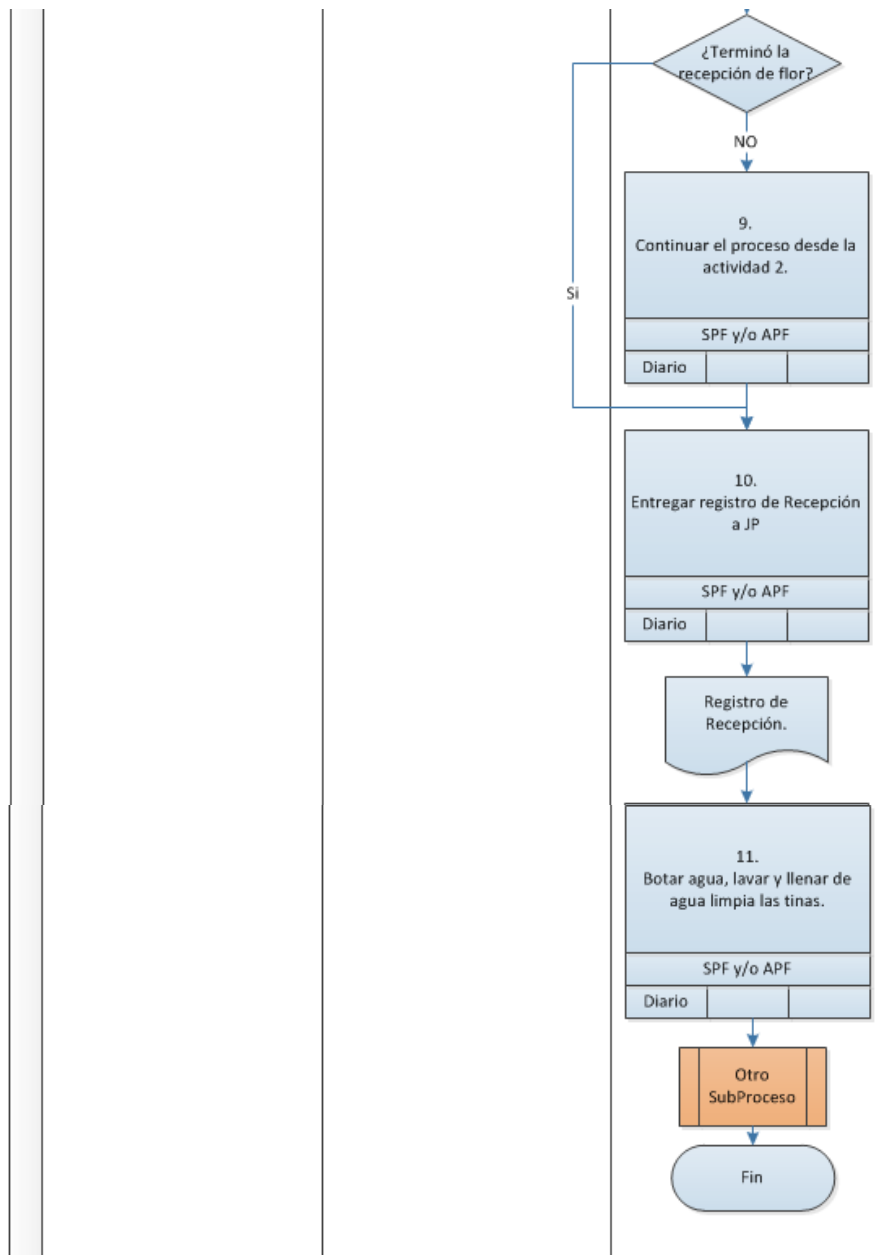 ¿Terminó la
recepción de flor?
NO
9.
Continuar el proceso desde la
actividad 2.
Si
SPF y/o APF
Diario
10.
Entregar registro de Recepción
a JP
SPF y/o APF
Diario
Registro de
Recepción.
11.
Botar agua, lavar y llenar de
agua limpia las tinas.
SPF y/o APF
Diario
Otro
SubProceso
Fin